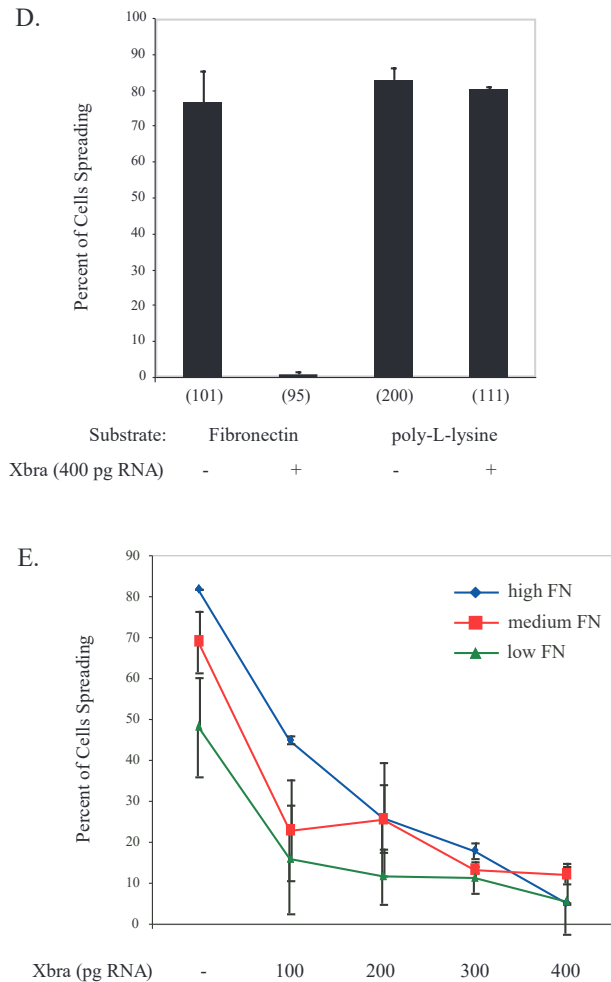 D.
Percent of Cells Spreading
100
90
80
70
60
50
40
30
20
10
0
(101) (95) (200) (111)
Substrate: Fibronectin poly-L-lysine
Xbra (400 pg RNA) - + - +
E.
Percent of Cells Spreading
90
80
70
60
50
40
30
20
10
0
high FN
medium FN
low FN
Xbra (pg RNA) - 100 200 300 400